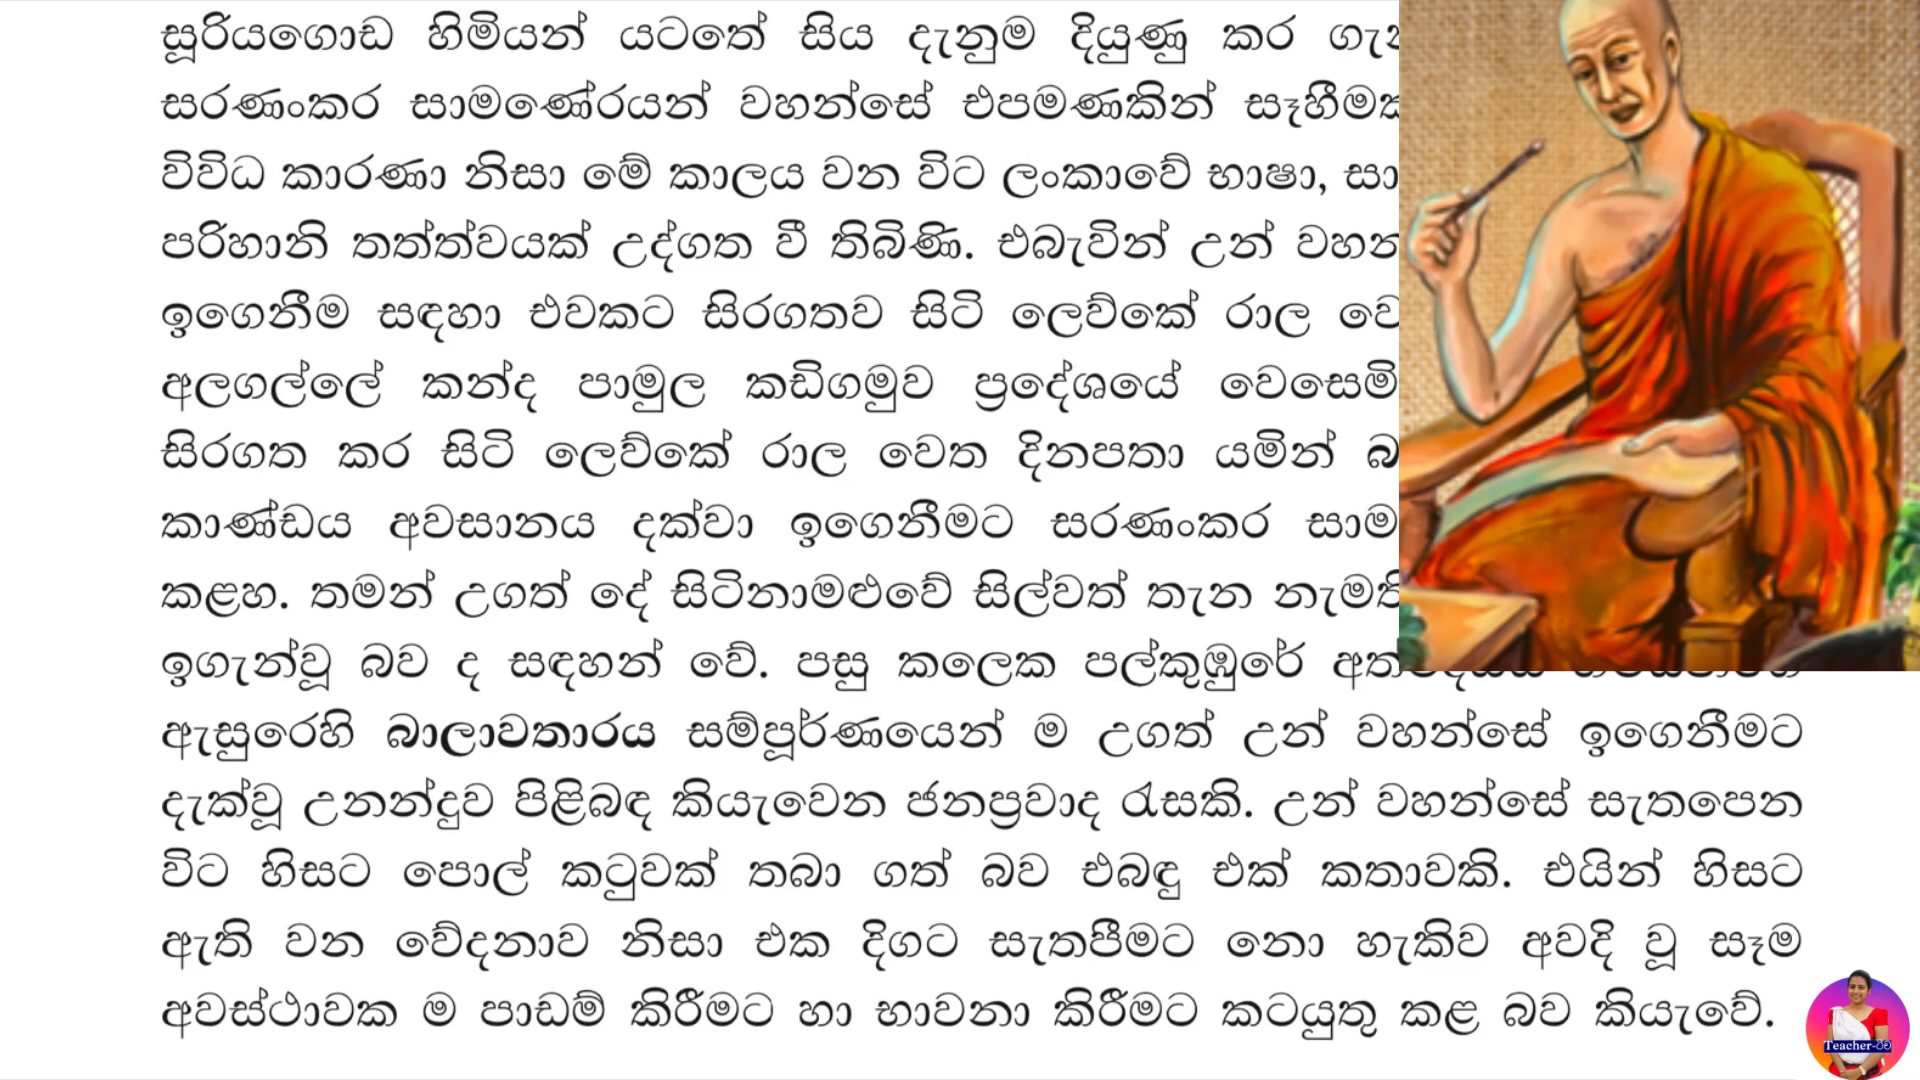 සූරියගොඩ හිමියන් යටතේ සිය දැනුම දියුණු කර
සරණංකර සාමණේරයන් වහන්සේ එපමණකින්
විවිධ කාරණා නිසා මේ කාලය වන විට ලංකාවේ භාෂා,
පරිහානි තත්ත්වයක් උද්ගත වී තිබිණි. එබැවින් උන්
ඉගෙනීම සඳහා එවකට සිරගතව සිටි ලෙව්කේ රාල
අලගල්ලේ කන්ද පාමුල කඩිගමුව ප්‍රදේශයේ
සිරගත කර සිටි ලෙව්කේ රාල වෙත දිනපතා යමින්
කාණ්ඩය අවසානය දක්වා ඉගෙනීමට සරණංකර
කළහ. තමන් උගත් දේ සිටිනාමළුවේ සිල්වත් තැන
ඉගැන්වූ බව ද සඳහන් වේ. පසු කලෙක පල්කුඹුරේ
ඇසුරෙහි බාලාවතාරය සම්පූර්ණයෙන් ම උගත් උන් වහන්සේ ඉගෙනීමට
දැක්වූ උනන්දුව පිළිබඳ කියැවෙන ජනප්‍රවාද රැසකි. උන් වහන්සේ සැතපෙන
විට හිසට පොල් කටුවක් තබා ගත් බව එබඳු එක් කතාවකි. එයින් හිසට
ඇති වන වේදනාව නිසා එක දිගට සැතපීමට නො හැකිව අවදි වූ සෑම
අවස්ථාවක ම පාඩම් කිරීමට හා භාවනා කිරීමට කටයුතු කළ බව කියැවේ.
Teacher-ටීච